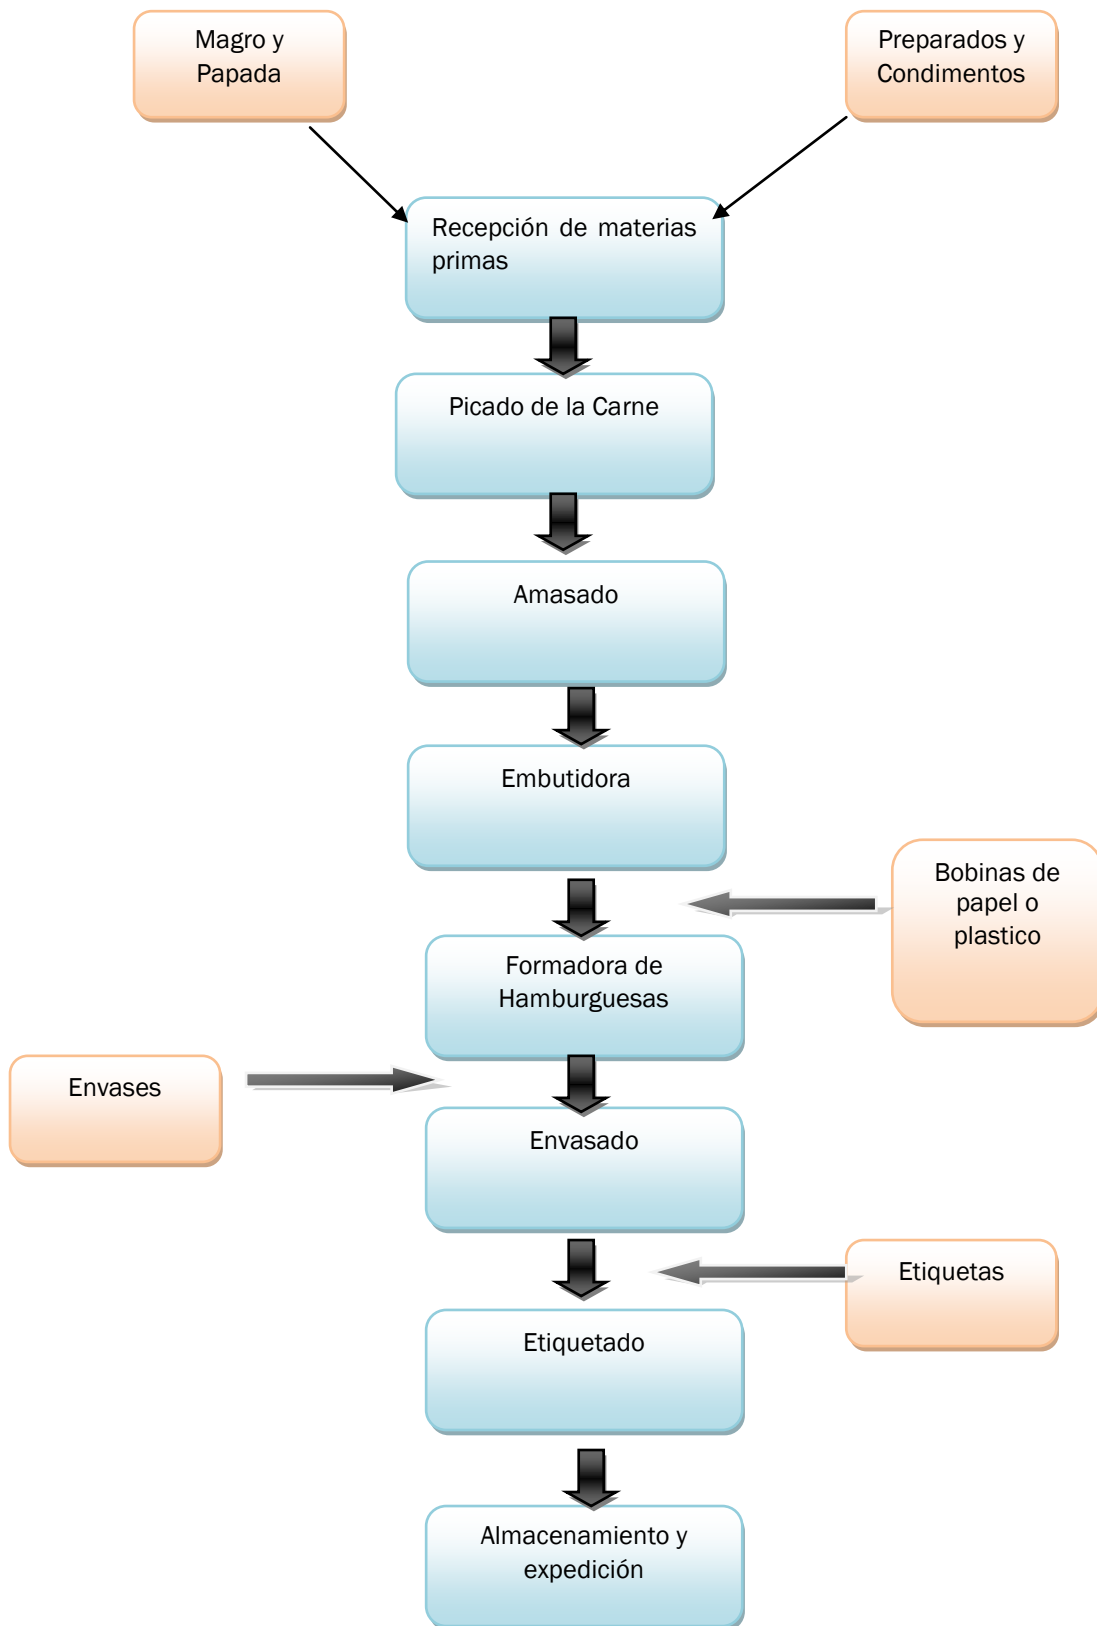 Magro y
Papada
Preparados y
Condimentos
Recepción de materias
primas
Picado de la Carne
Amasado
Embutidora
Bobinas de
papel o
plastico
Formadora de
Hamburguesas
Envases
Envasado
Etiquetas
Etiquetado
Almacenamiento y
expedición